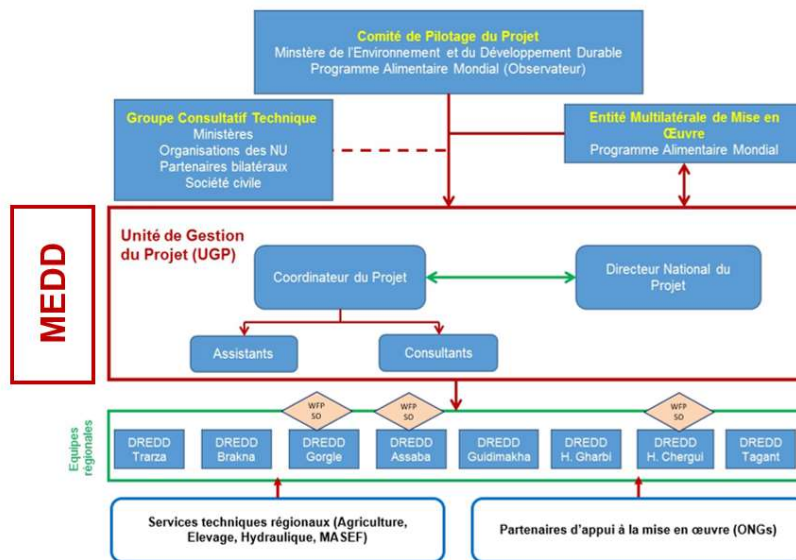 Comité de Pilotage du Projet
Minstère de l'Environnement et du Développement Durable
Programme Alimentaire Mondial (Observateur)
Groupe Consultatif Technique
Ministères
Organisations des NU
Partenaires bilatéraux
Société civile
Entité Multilatérale de Mise en
Œuvre
Programme Alimentaire Mondial
MEDD
Unité de Gestion
du Projet (UGP)
Coordinateur du Projet
Directeur National du
Projet
Assistants
Consultants
Equipes
régionales
WFP
SO
WFP
SO
WFP
SO
DREDD
Trarza
DREDD
Brakna
DREDD
Gorgle
DREDD
Assaba
DREDD
Guidimakha
DREDD
H. Gharbi
DREDD
H. Chergui
DREDD
Tagant
Services techniques régionaux (Agriculture,
Elevage, Hydraulique, MASEF)
Partenaires d'appui à la mise en œuvre (ONGs)